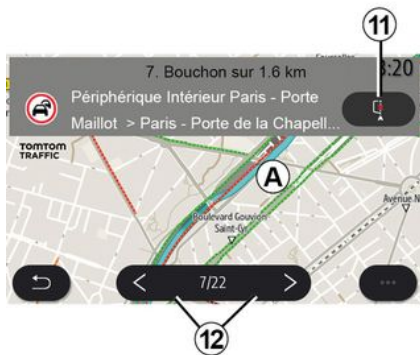 11
7. Bouchon sur 1.6 km
:20
Périphérique Intérieur Paris - Porte
Maillot > Paris - Porte de la Chapell...
TOMTOM
TRAFFIC
A
Avenue N
Boulevard Gouvion
Saint-Cyr
< 7/22 >
...
12